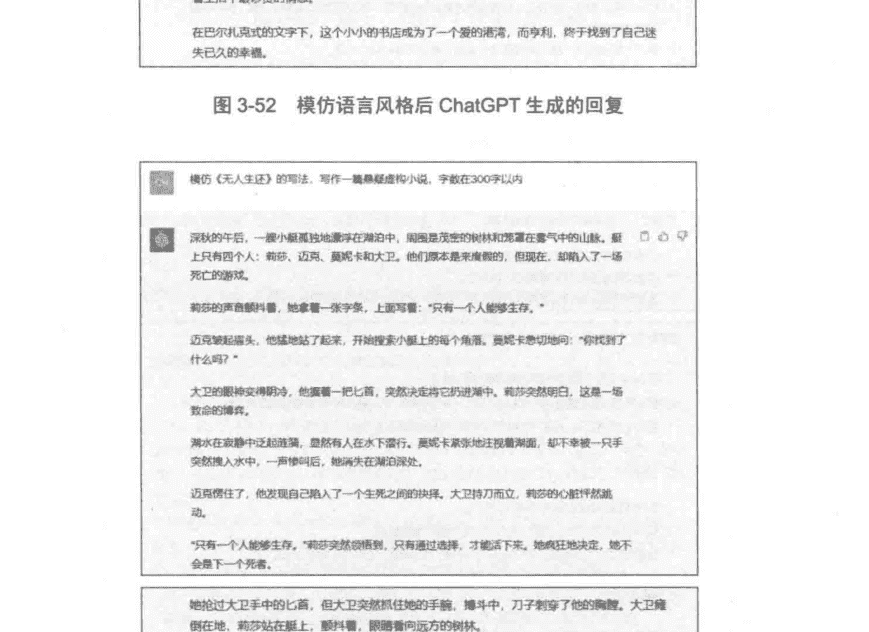 在巴尔扎克式的文字下，这个小小的书店成为了一个爱的港湾，而亨利，终于找到了自己迷
失已久的幸福。
图 3-52 模仿语言风格后 ChatGPT 生成的回复
模仿《无人生还》的写法，写作一篇悬疑虚构小说，字数在300字以内
深秋的午后，一艘小艇孤独地漂浮在湖泊中，周围是茂密的树林和笼罩在雾气中的山脉。艇
上只有四个人：莉莎、迈克、莫妮卡和大卫。他们原本是来度假的，但现在，却陷入了一场
死亡的游戏。
莉莎的声音颤抖着，她拿着一张字条，上面写着：“只有一个人能够生存。”
迈克皱起眉头，他猛地站了起来，开始搜索小艇上的每个角落。莫妮卡急切地问：“你找到了
什么吗？”
大卫的眼神变得阴冷，他握着一把匕首，突然决定将它扔进湖中。莉莎突然明白，这是一场
致命的博弈。
湖水在寂静中泛起涟漪，显然有人在水下潜行。莫妮卡紧张地注视着湖面，却不幸被一只手
突然拽入水中，一声惨叫后，她消失在湖泊深处。
迈克愣住了，他发现自己陷入了一个生死之间的抉择。大卫持刀而立，莉莎的心脏怦然跳
动。
“只有一个人能够生存。”莉莎突然领悟到，只有通过选择，才能活下来。她疯狂地决定，她不
会是下一个死者。
她抢过大卫手中的匕首，但大卫突然抓住她的手腕，搏斗中，刀子刺穿了他的胸膛。大卫瘫
倒在地，莉莎站在艇上，颤抖着，眼睛看向远方的树林。